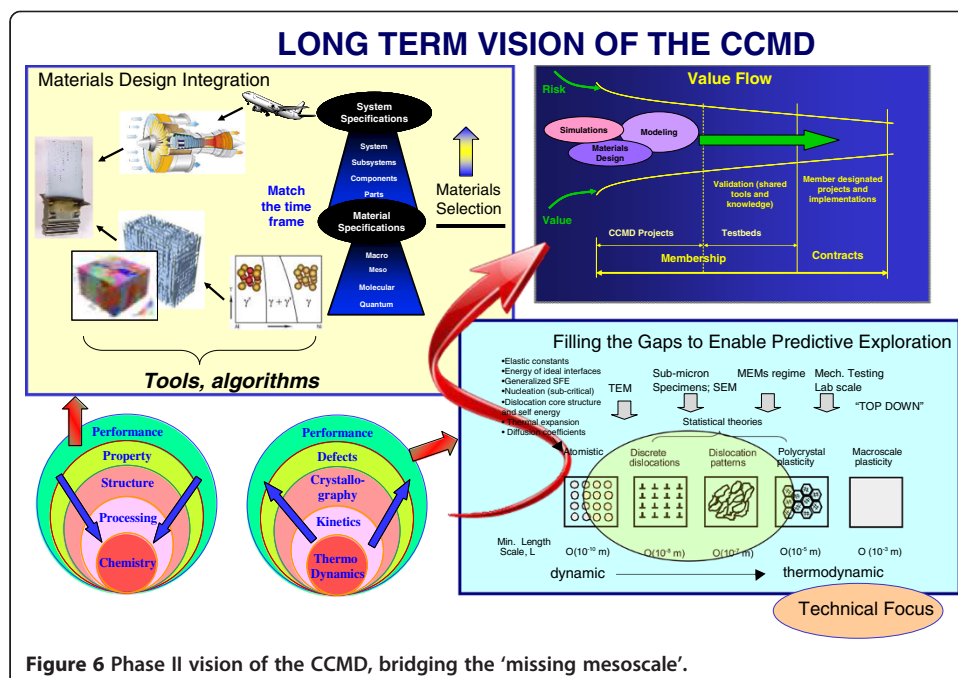 LONG TERM VISION OF THE CCMD
Materials Design Integration
System
Specifications
System
Subsystems
Components
Parts
Match
the time
frame
Material
Specifications
Macro
Meso
Molecular
Quantum
Materials
Selection
T
γ'
γ + γ'
γ
Al
Ni
Tools, algorithms
Value Flow
Risk
Simulations
Modeling
Materials
Design
Value
Validation (shared
tools and
knowledge)
Member designated
projects and
implementations
CCMD Projects
Testbeds
Membership
Contracts
Performance
Property
Structure
Processing
Chemistry
Performance
Defects
Crystallo-
graphy
Kinetics
Thermo
Dynamics
Filling the Gaps to Enable Predictive Exploration
•Elastic constants
•Energy of ideal interfaces
•Generalized SFE
•Nucleation (sub-critical)
•Dislocation core structure
and self energy
•Thermal expansion
• Diffusion coefficients
TEM
Sub-micron
Specimens; SEM
MEMs regime
Mech. Testing
Lab scale
"TOP DOWN"
Statistical theories
Atomistic
Discrete
dislocations
Dislocation
patterns
Polycrystal
plasticity
Macroscale
plasticity
Min. Length
Scale, L
O(10⁻¹⁰ m)
O(10⁻⁸ m)
O(10⁻⁷ m)
O(10⁻⁵ m)
O (10⁻³ m)
dynamic
thermodynamic
Technical Focus
Figure 6 Phase II vision of the CCMD, bridging the 'missing mesoscale'.